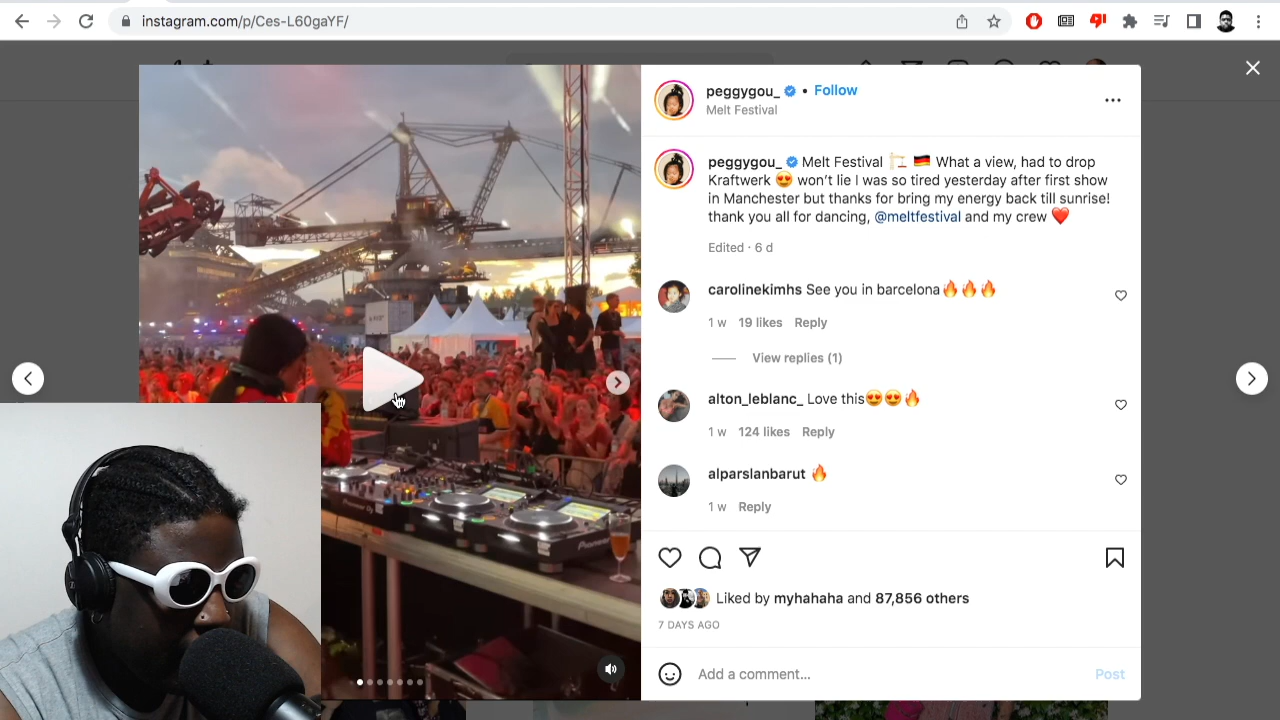 instagram.com/p/Ces-L60gaYF/
peggygou_ • Follow
Melt Festival
peggygou_ Melt Festival 🏗️ 🇩🇪 What a view, had to drop
Kraftwerk 😍 won't lie I was so tired yesterday after first show
in Manchester but thanks for bring my energy back till sunrise!
thank you all for dancing, @meltfestival and my crew ❤️
Edited · 6 d
carolinekimhs See you in barcelona🔥🔥🔥
1 w 19 likes Reply
View replies (1)
alton_leblanc_ Love this😍😍🔥
1 w 124 likes Reply
alparslanbarut 🔥
1 w Reply
Liked by myhahaha and 87,856 others
7 DAYS AGO
Add a comment...
Post